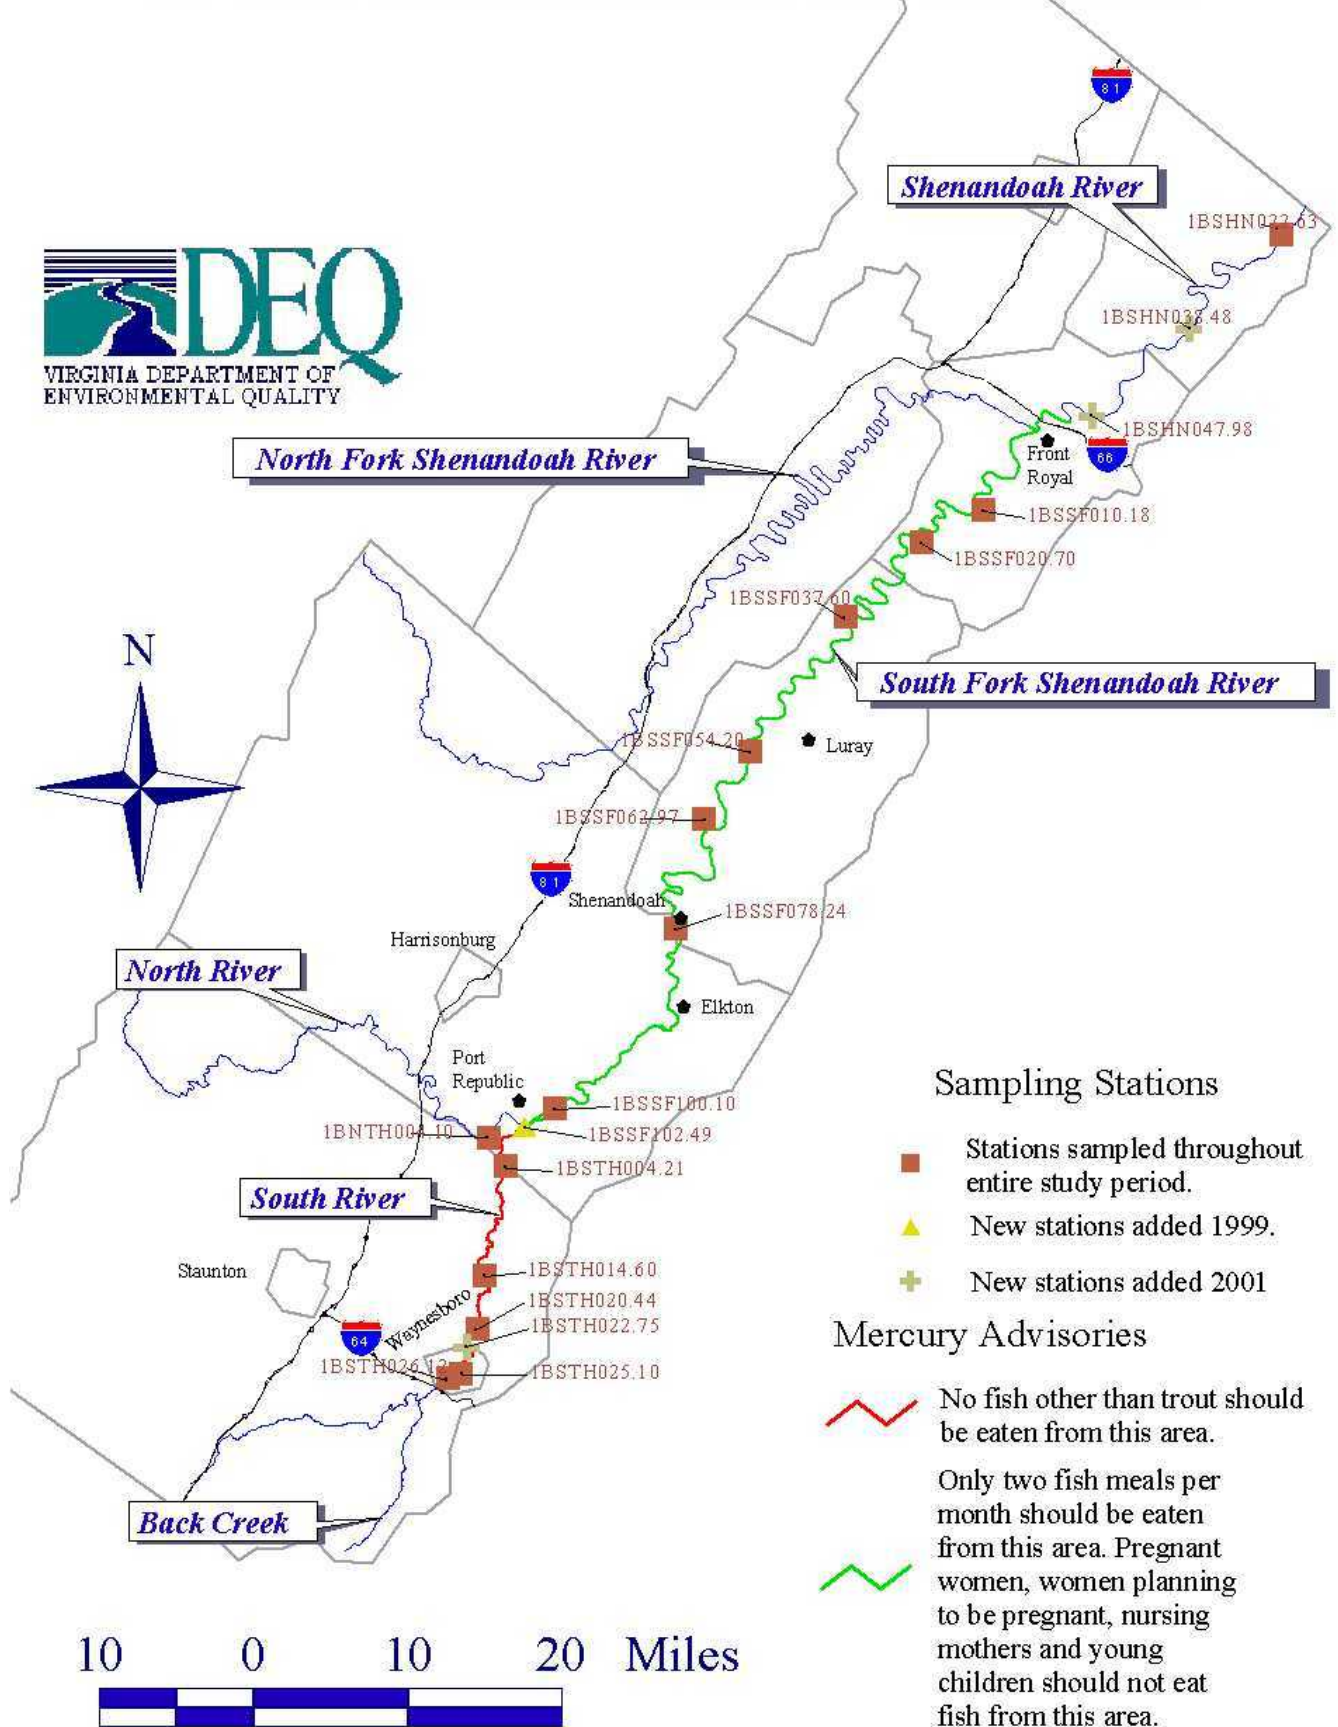 81
Shenandoah River
1BSHN022.63
DEQ
VIRGINIA DEPARTMENT OF
ENVIRONMENTAL QUALITY
1BSHN038.48
1BSHN047.98
North Fork Shenandoah River
Front
Royal
66
1BSSF010.18
1BSSF020.70
1BSSF037.60
N
South Fork Shenandoah River
1BSSF054.20
Luray
1BSSF062.97
81
Shenandoah
1BSSF078.24
Harrisonburg
North River
Elkton
Port
Republic
1BSSF100.10
1BNTH004.10
1BSSF102.49
1BSTH004.21
South River
Staunton
1BSTH014.60
1BSTH020.44
Waynesboro
1BSTH022.75
64
1BSTH026.12
1BSTH025.10
Back Creek
Sampling Stations
Stations sampled throughout
entire study period.
New stations added 1999.
New stations added 2001
Mercury Advisories
No fish other than trout should
be eaten from this area.
Only two fish meals per
month should be eaten
from this area. Pregnant
women, women planning
to be pregnant, nursing
mothers and young
children should not eat
fish from this area.
10 0 10 20 Miles